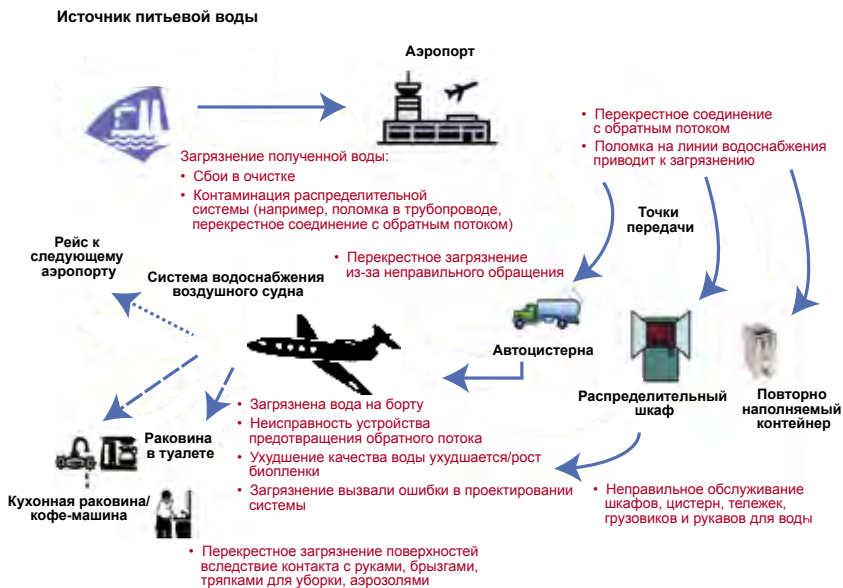 Источник питьевой воды
Аэропорт
• Перекрестное соединение
с обратным потоком
• Поломка на линии водоснабжения
приводит к загрязнению
Загрязнение полученной воды:
• Сбои в очистке
• Контаминация распределительной
системы (например, поломка в трубопроводе,
перекрестное соединение с обратным потоком)
Точки
передачи
Рейс к
следующему
аэропорту
• Перекрестное загрязнение
из-за неправильного обращения
Система водоснабжения
воздушного судна
Автоцистерна
Распределительный
шкаф
Повторно
наполняемый
контейнер
• Загрязнена вода на борту
• Неисправность устройства
предотвращения обратного потока
• Ухудшение качества воды ухудшается/рост
биопленки
• Загрязнение вызвали ошибки в проектировании
системы
Раковина
в туалете
Кухонная раковина/
кофе-машина
• Неправильное обслуживание
шкафов, цистерн, тележек,
грузовиков и рукавов для воды
• Перекрестное загрязнение поверхностей
вследствие контакта с руками, брызгами,
тряпками для уборки, аэрозолями